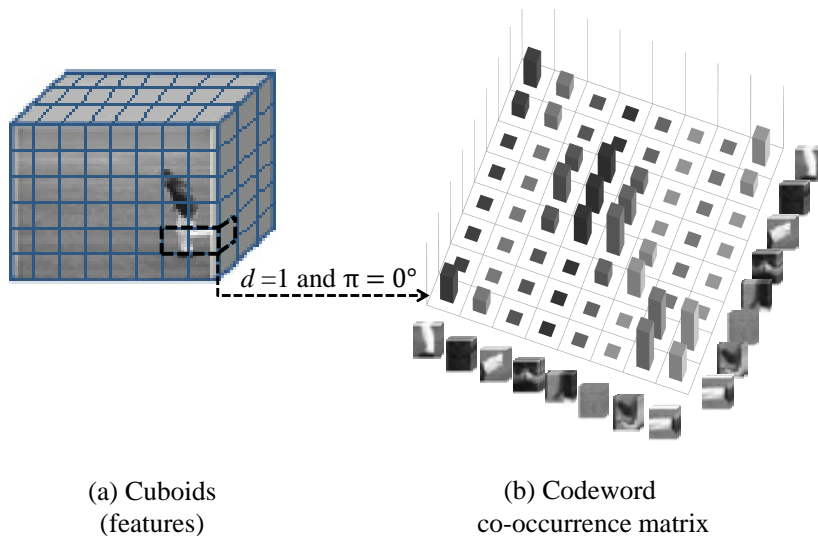 d =1 and π = 0°
(a) Cuboids
(features)
(b) Codeword
co-occurrence matrix